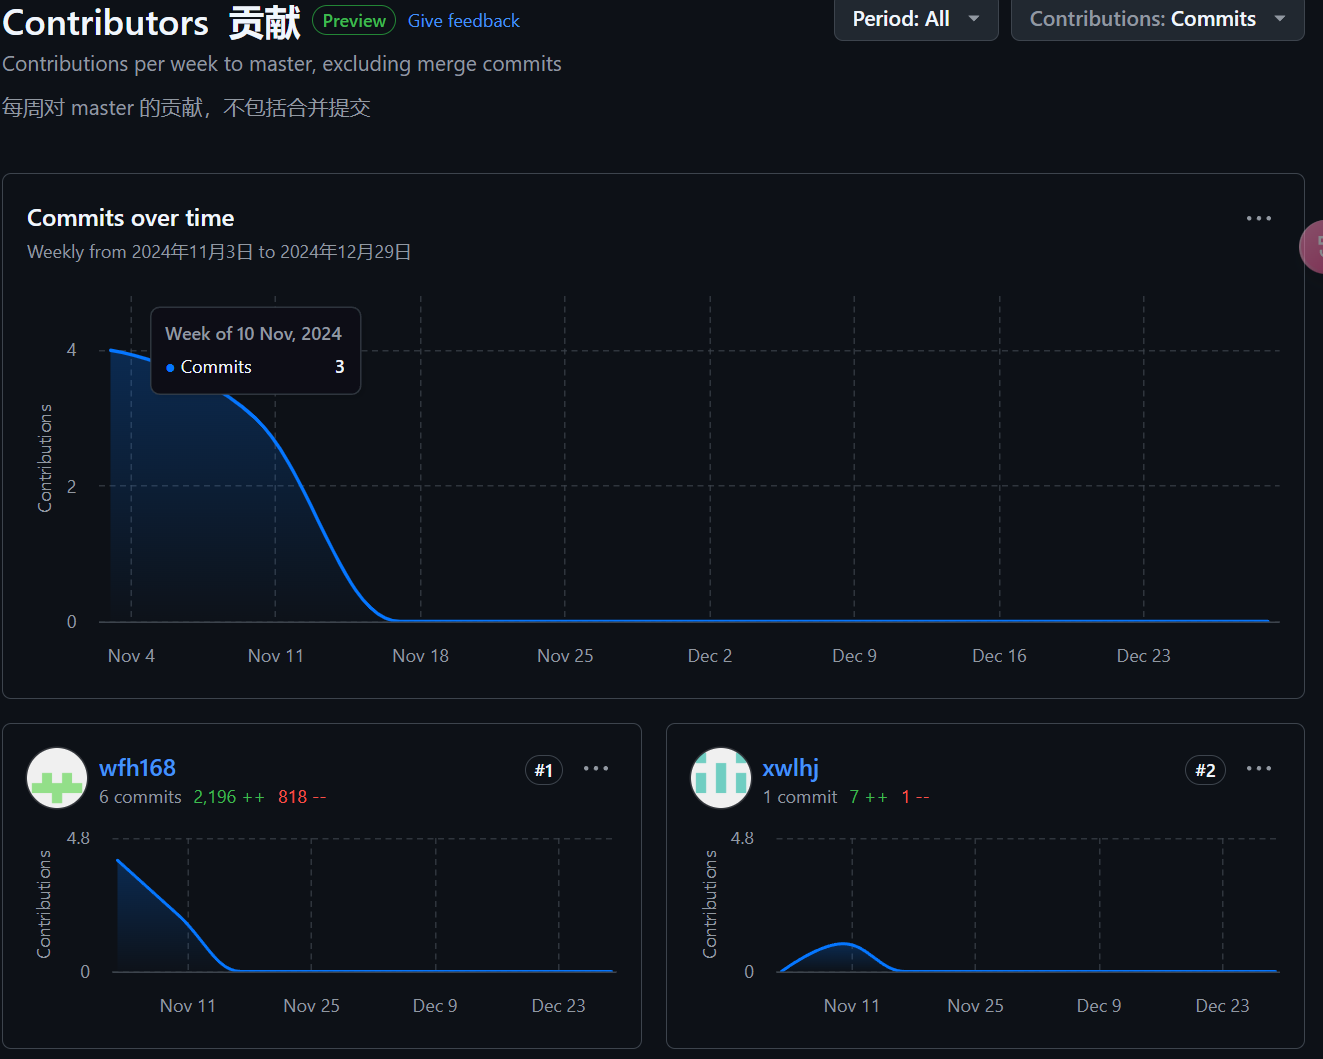 Contributors 贡献 Preview Give feedback
Period: All
Contributions: Commits
Contributions per week to master, excluding merge commits
每周对 master 的贡献，不包括合并提交
Commits over time
Weekly from 2024年11月3日 to 2024年12月29日
Week of 10 Nov, 2024
Commits 3
Contributions
4
2
0
Nov 4 Nov 11 Nov 18 Nov 25 Dec 2 Dec 9 Dec 16 Dec 23
wfh168 #1
6 commits 2,196 ++ 818 --
Contributions
4.8
0
Nov 11 Nov 25 Dec 9 Dec 23
xwlhj #2
1 commit 7 ++ 1 --
Contributions
4.8
0
Nov 11 Nov 25 Dec 9 Dec 23